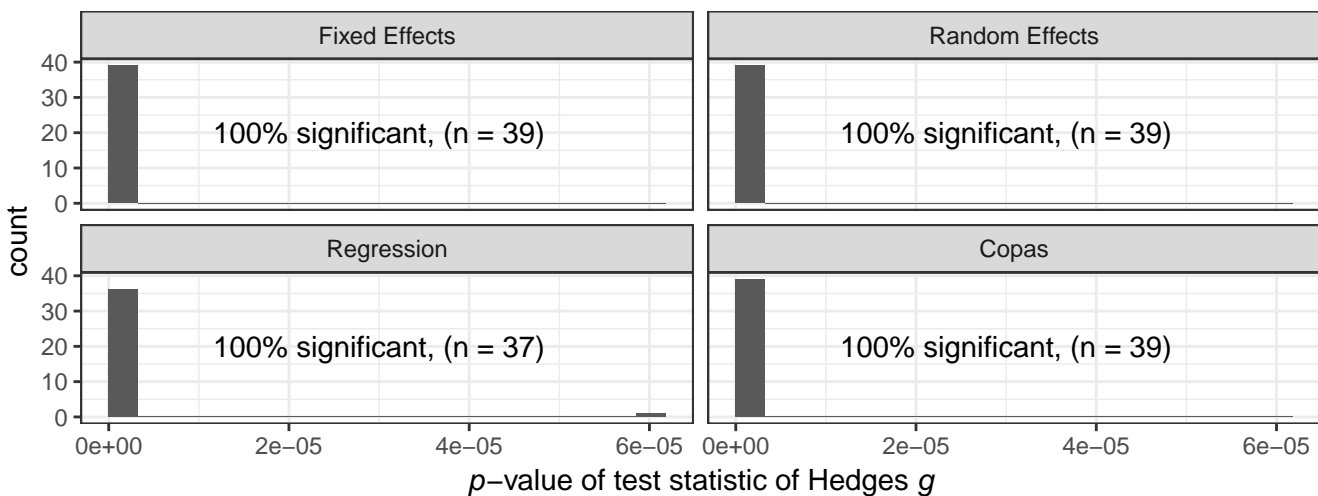 Fixed Effects
Random Effects
40
30
20
10
0
100% significant, (n = 39)
100% significant, (n = 39)
count
Regression
Copas
40
30
20
10
0
100% significant, (n = 37)
100% significant, (n = 39)
0e+00 2e−05 4e−05 6e−05 0e+00 2e−05 4e−05 6e−05
p−value of test statistic of Hedges g